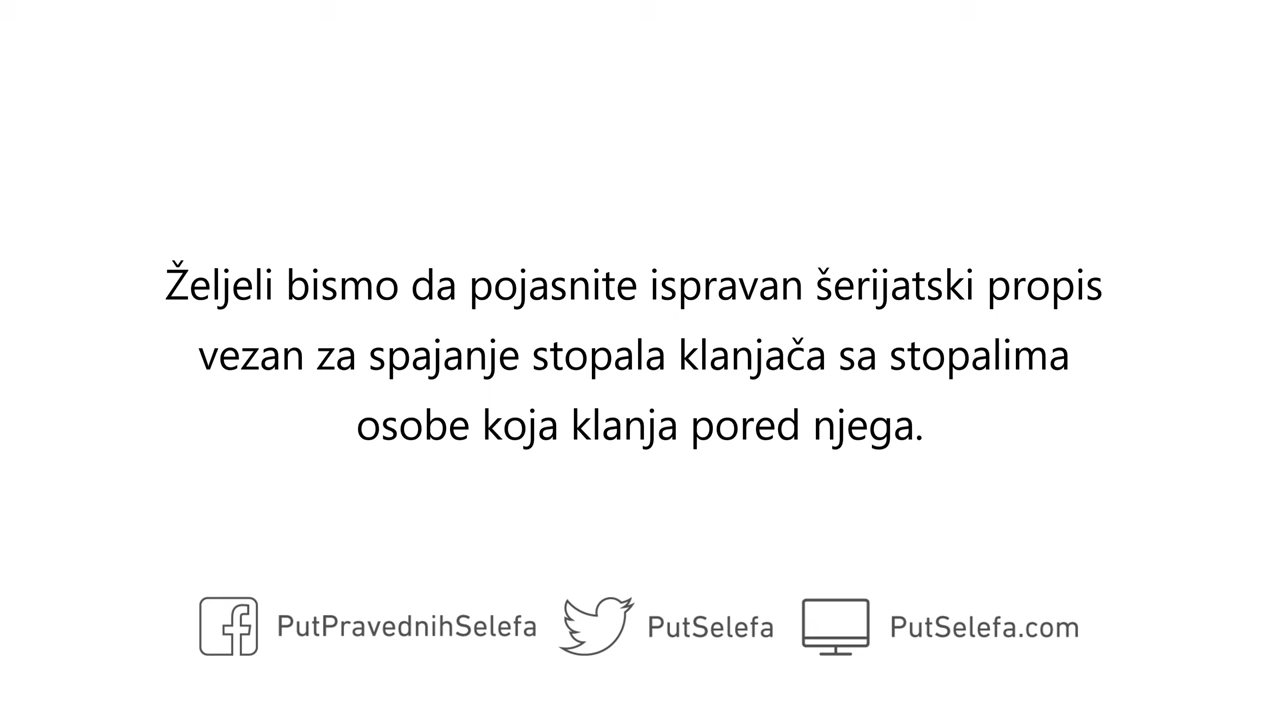 Željeli bismo da pojasnite ispravan šerijatski propis
vezan za spajanje stopala klanjača sa stopalima
osobe koja klanja pored njega.
PutPravednihSelefa PutSelefa PutSelefa.com